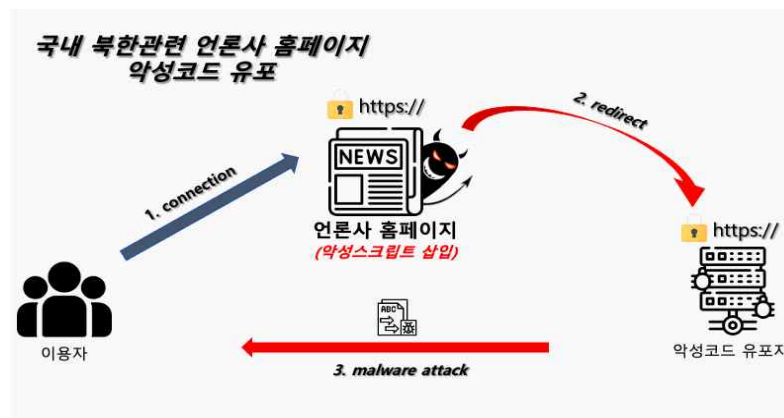 국내 북한관련 언론사 홈페이지
악성코드 유포
https://
2. redirect
NEWS
1. connection
언론사 홈페이지
(악성스크립트 삽입)
https://
ABC
이용자
악성코드 유포지
3. malware attack